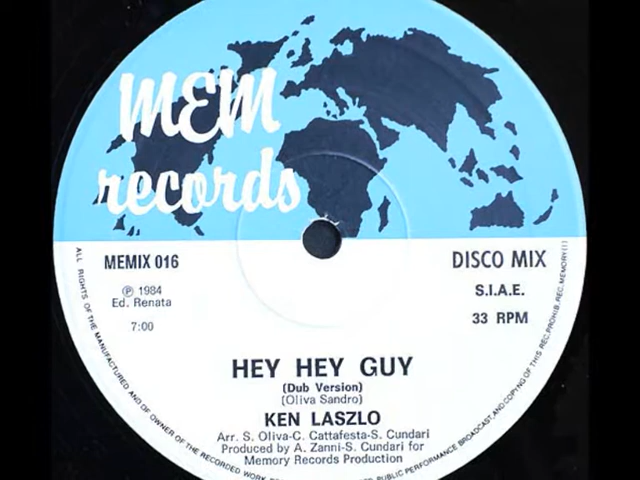 MEM
records
MEMIX 016
DISCO MIX
℗ 1984
Ed. Renata
S.I.A.E.
7:00
33 RPM
HEY HEY GUY
(Dub Version)
(Oliva Sandro)
KEN LASZLO
Arr. S. Oliva-C. Cattafesta-S. Cundari
Produced by A. Zanni-S. Cundari for
Memory Records Production
ALL RIGHTS OF THE MANUFACTURED AND OF OWNER OF THE RECORDED WORK
PUBLIC PERFORMANCE BROADCAST, AND COPYNG OF THIS REC. PROHIB. REC. MEMORY